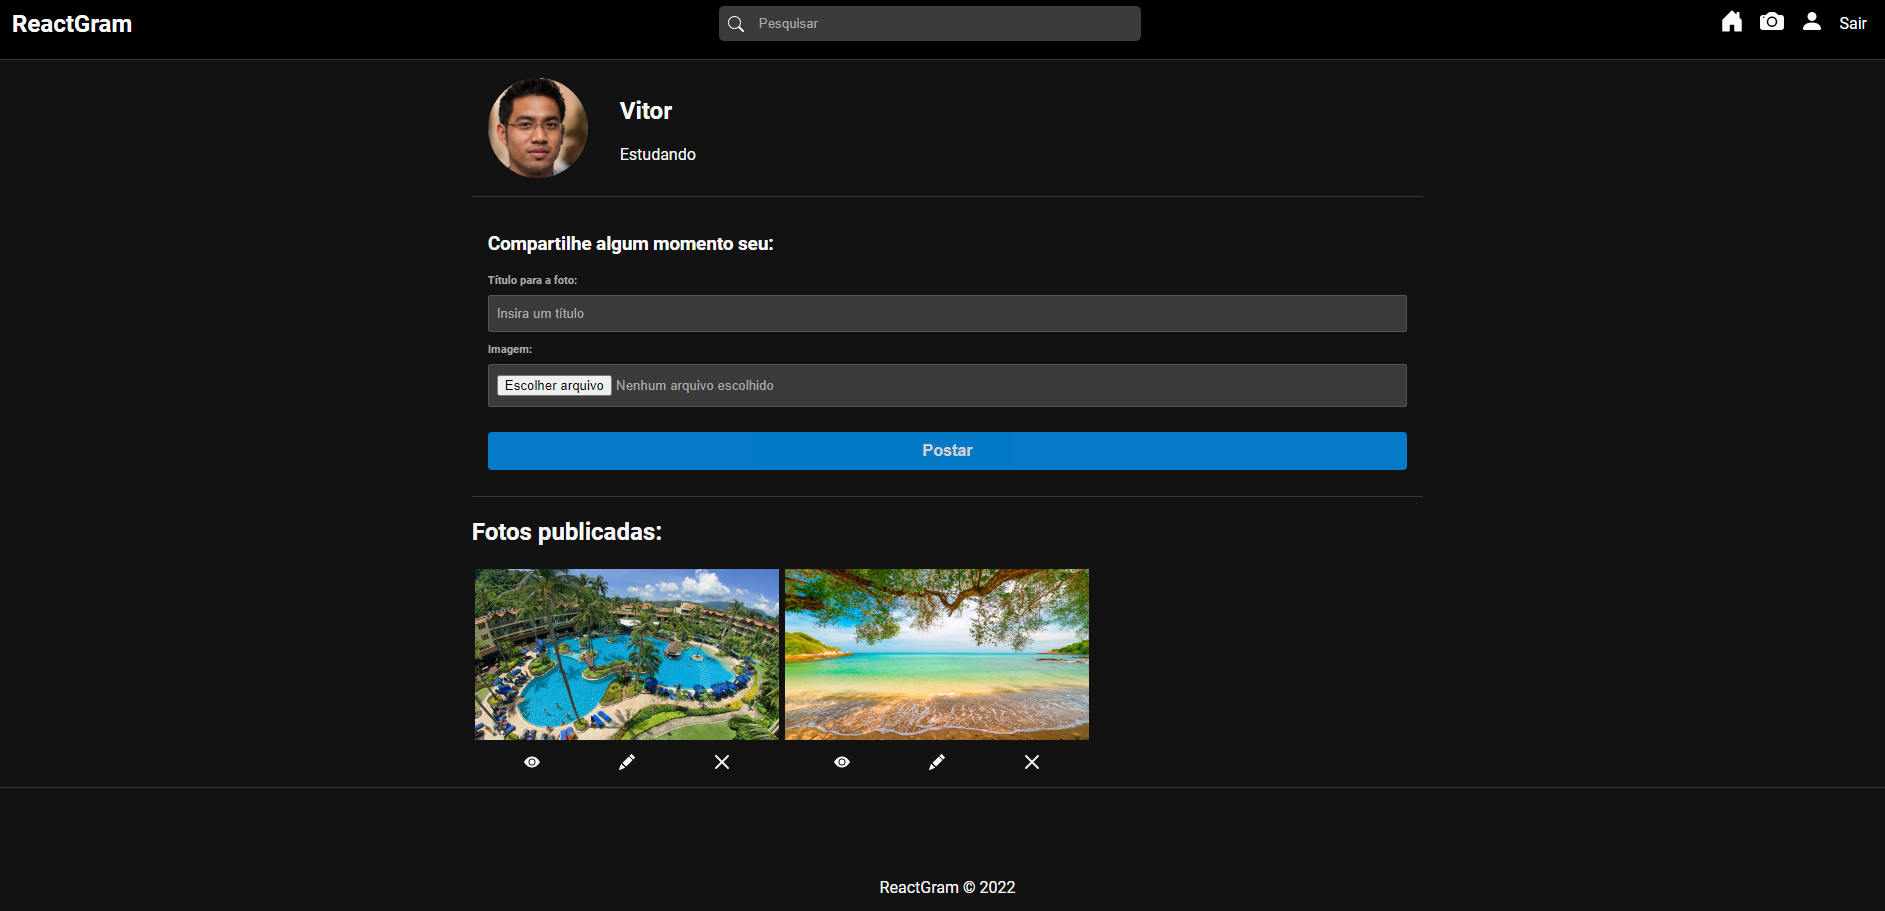 ReactGram
Pesquisar
Sair
Vitor
Estudando
Compartilhe algum momento seu:
Título para a foto:
Insira um título
Imagem:
Escolher arquivo Nenhum arquivo escolhido
Postar
Fotos publicadas:
ReactGram © 2022